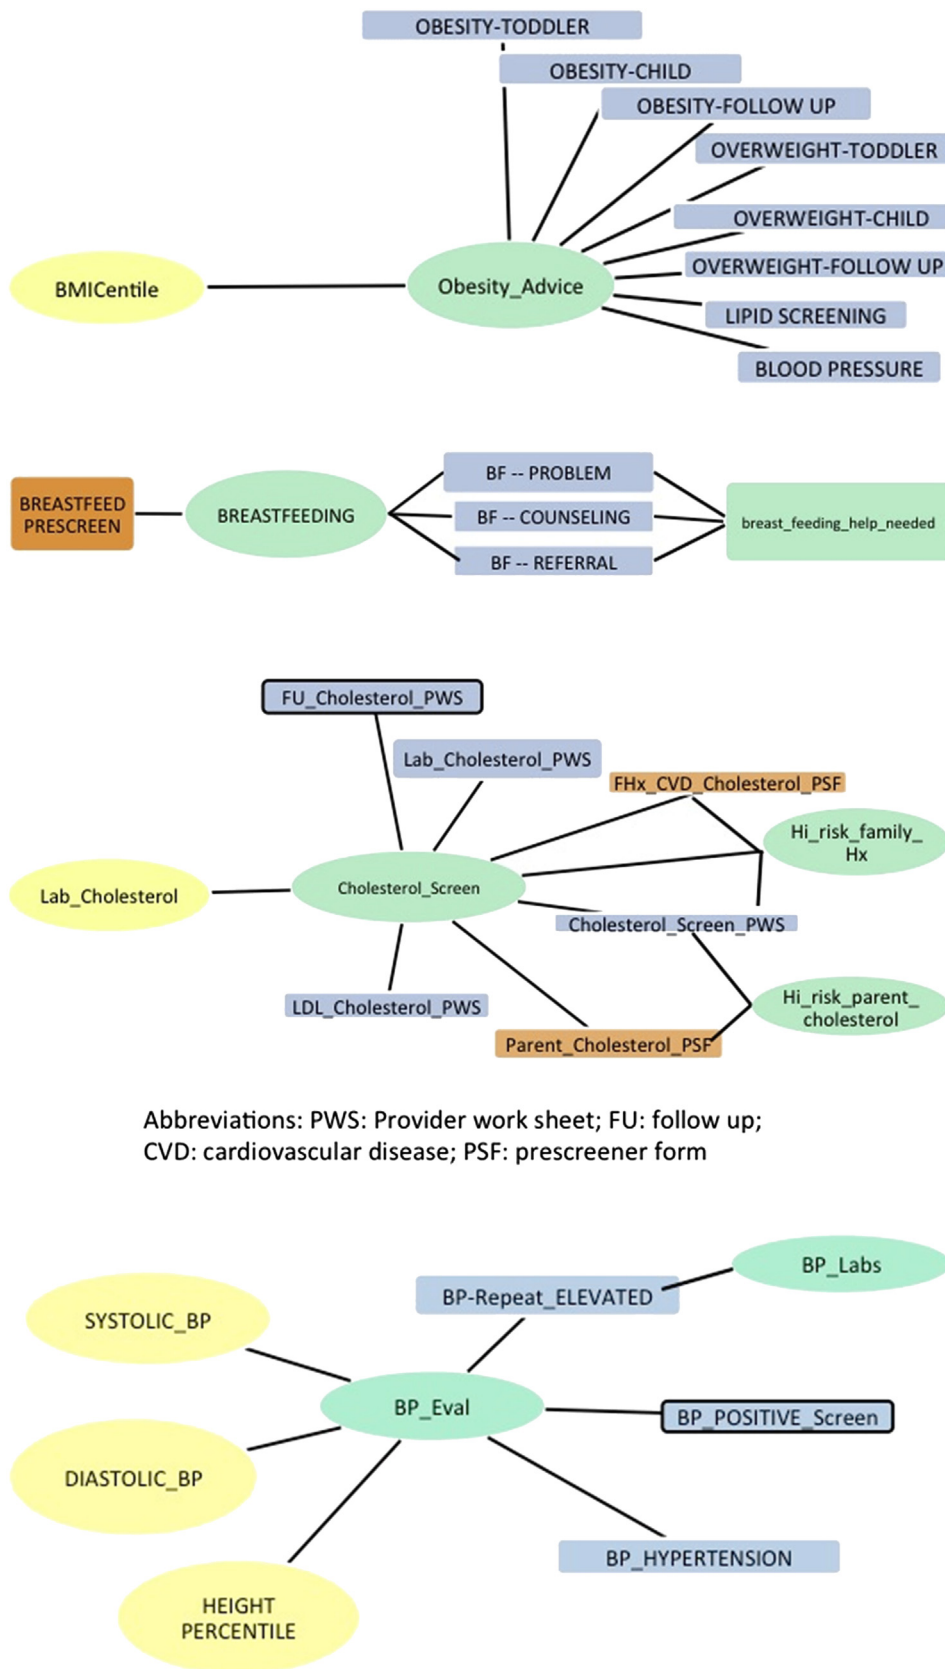 OBESITY-TODDLER
OBESITY-CHILD
OBESITY-FOLLOW UP
OVERWEIGHT-TODDLER
OVERWEIGHT-CHILD
OVERWEIGHT-FOLLOW UP
BMICentile
Obesity_Advice
LIPID SCREENING
BLOOD PRESSURE
BREASTFEED
PRESCREEN
BREASTFEEDING
BF -- PROBLEM
BF -- COUNSELING
BF -- REFERRAL
breast_feeding_help_needed
FU_Cholesterol_PWS
Lab_Cholesterol_PWS
FHx_CVD_Cholesterol_PSF
Hi_risk_family_
Hx
Lab_Cholesterol
Cholesterol_Screen
Cholesterol_Screen_PWS
LDL_Cholesterol_PWS
Hi_risk_parent_
cholesterol
Parent_Cholesterol_PSF
Abbreviations: PWS: Provider work sheet; FU: follow up;
CVD: cardiovascular disease; PSF: prescreener form
BP_Labs
BP-Repeat_ELEVATED
SYSTOLIC_BP
BP_Eval
BP_POSITIVE_Screen
DIASTOLIC_BP
BP_HYPERTENSION
HEIGHT
PERCENTILE